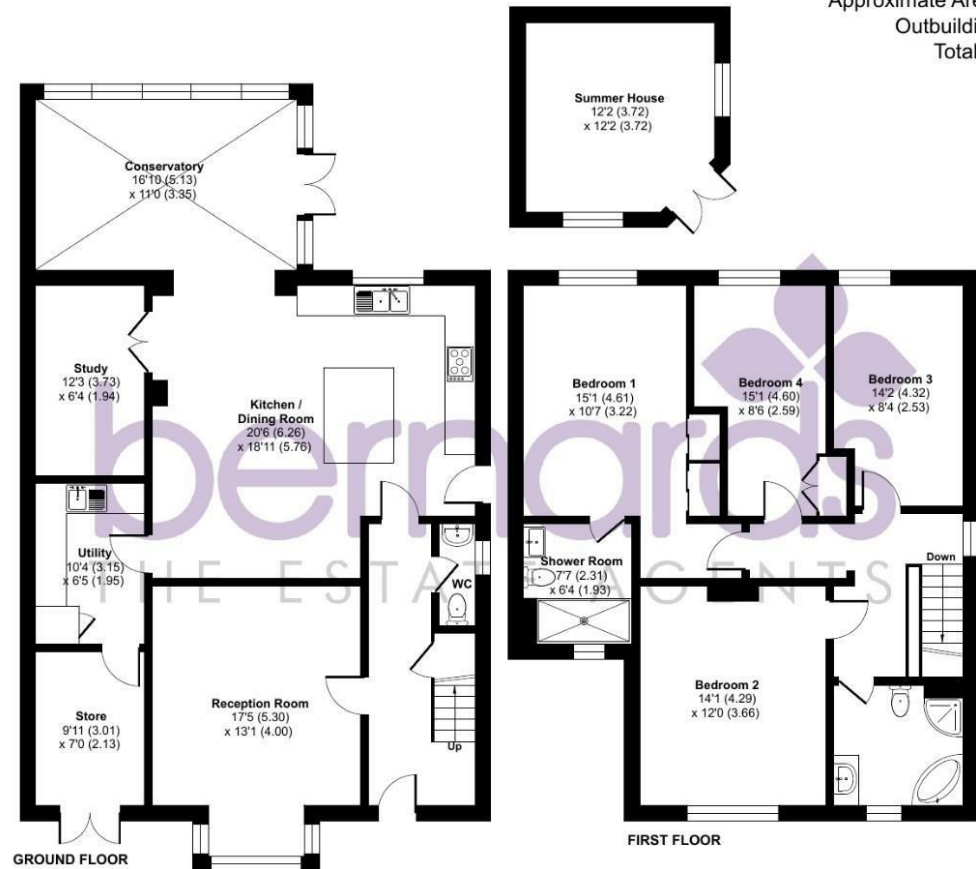 Approximate Are
Outbuildi
Total
Summer House
12'2 (3.72)
x 12'2 (3.72)
Conservatory
16'10 (5.13)
x 11'0 (3.35)
Study
12'3 (3.73)
x 6'4 (1.94)
Kitchen /
Dining Room
20'6 (6.26)
x 18'11 (5.76)
Utility
10'4 (3.15)
x 6'5 (1.95)
WC
Store
9'11 (3.01)
x 7'0 (2.13)
Reception Room
17'5 (5.30)
x 13'1 (4.00)
Up
GROUND FLOOR
Bedroom 1
15'1 (4.61)
x 10'7 (3.22)
Bedroom 4
15'1 (4.60)
x 8'6 (2.59)
Bedroom 3
14'2 (4.32)
x 8'4 (2.53)
Shower Room
7'7 (2.31)
x 6'4 (1.93)
Down
Bedroom 2
14'1 (4.29)
x 12'0 (3.66)
FIRST FLOOR
bernards
THE ESTATE AGENTS